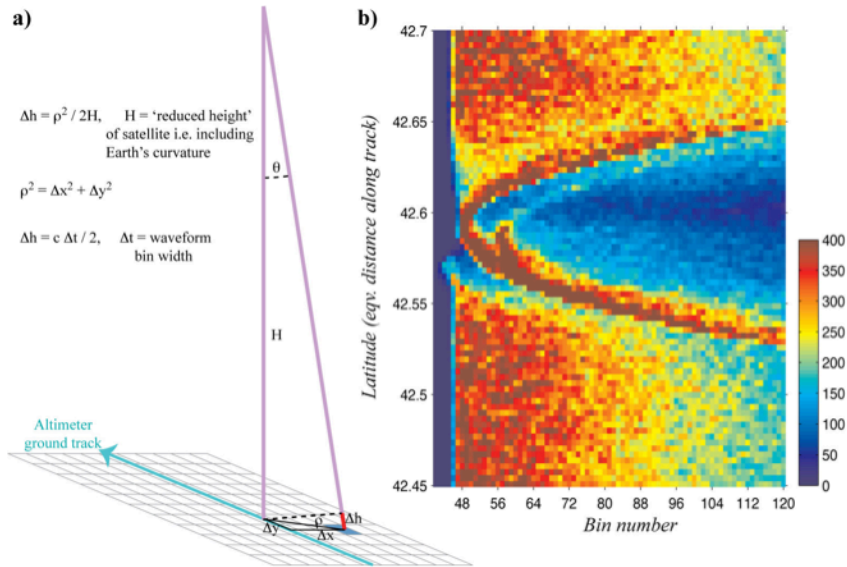 a)
Δh = ρ² / 2H, H = 'reduced height'
of satellite i.e. including
Earth's curvature
θ
ρ² = Δx² + Δy²
Δh = c Δt / 2, Δt = waveform
bin width
H
Altimeter
ground track
ρ
Δh
Δy
Δx
b)
42.7
42.65
42.6
42.55
42.5
42.45
Latitude (eqv. distance along track)
48 56 64 72 80 88 96 104 112 120
Bin number
400
350
300
250
200
150
100
50
0